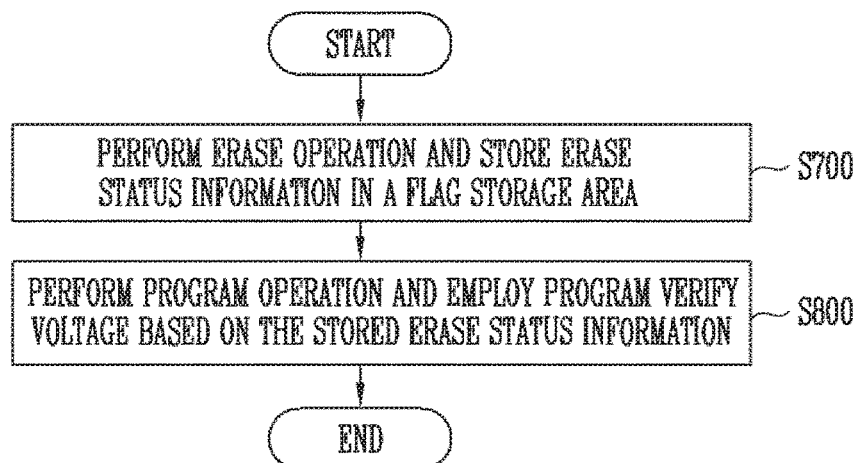 START
PERFORM ERASE OPERATION AND STORE ERASE
STATUS INFORMATION IN A FLAG STORAGE AREA
S700
PERFORM PROGRAM OPERATION AND EMPLOY PROGRAM VERIFY
VOLTAGE BASED ON THE STORED ERASE STATUS INFORMATION
S800
END